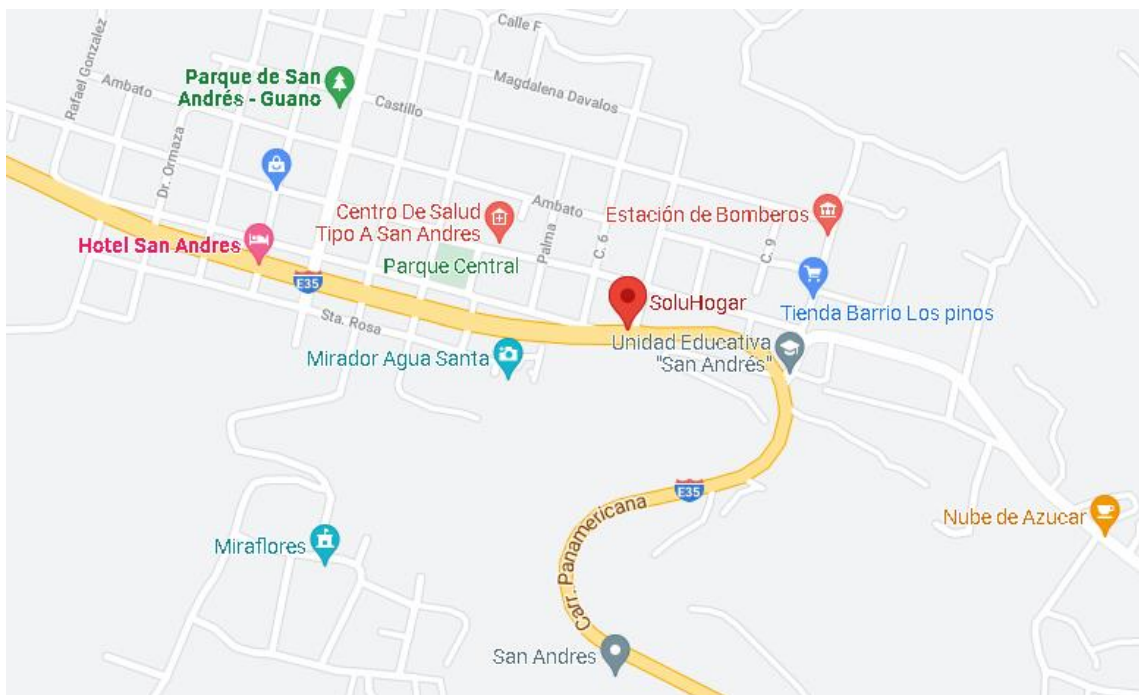 Calle F
Rafael Gonzalez
Parque de San
Andrés - Guano
Ambato
Magdalena Davalos
Castillo
Dr. Ormaza
Centro De Salud
Tipo A San Andres
Ambato
Estación de Bomberos
Hotel San Andres
Palma
C. 6
C. 9
Parque Central
E35
SoluHogar
Tienda Barrio Los pinos
Sta. Rosa
Unidad Educativa
"San Andrés"
Mirador Agua Santa
E35
Carr. Panamericana
Nube de Azucar
Miraflores
San Andres